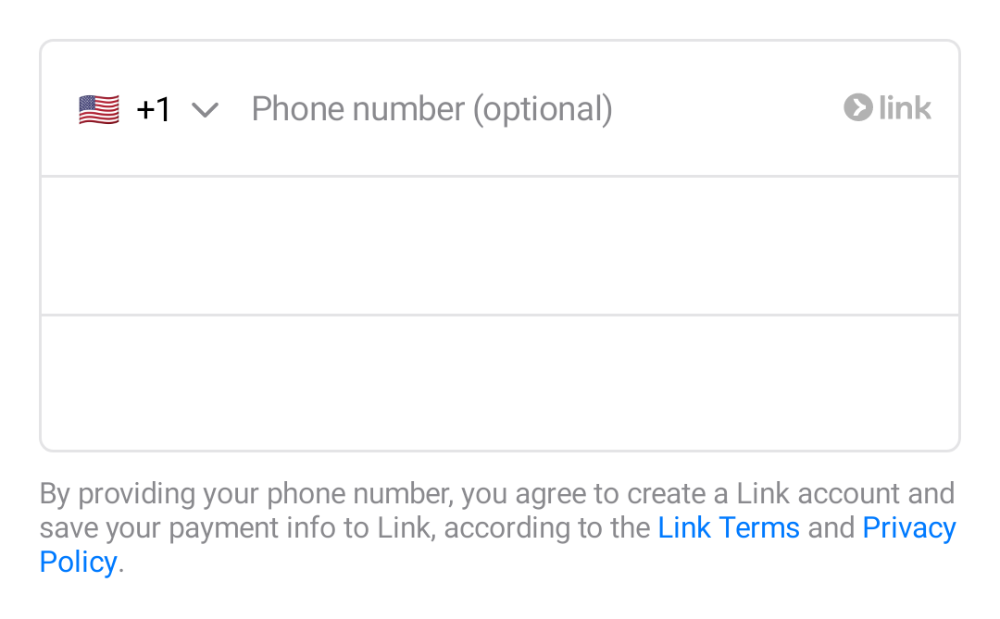 +1 Phone number (optional) link
By providing your phone number, you agree to create a Link account and
save your payment info to Link, according to the Link Terms and Privacy
Policy.